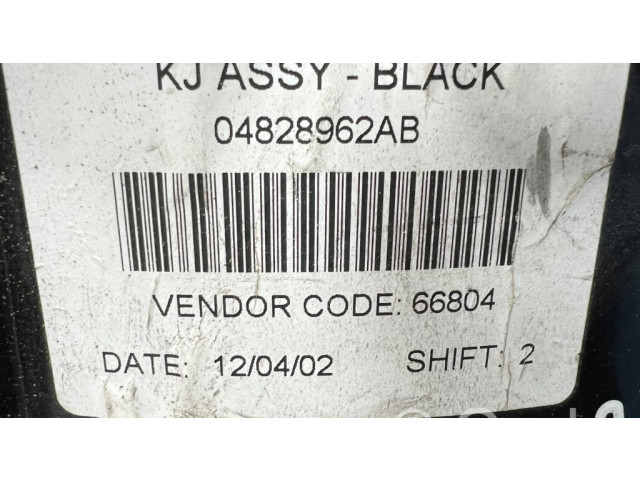 KJ ASSY - BLACK
04828962AB
VENDOR CODE: 66804
DATE: 12/04/02 SHIFT: 2